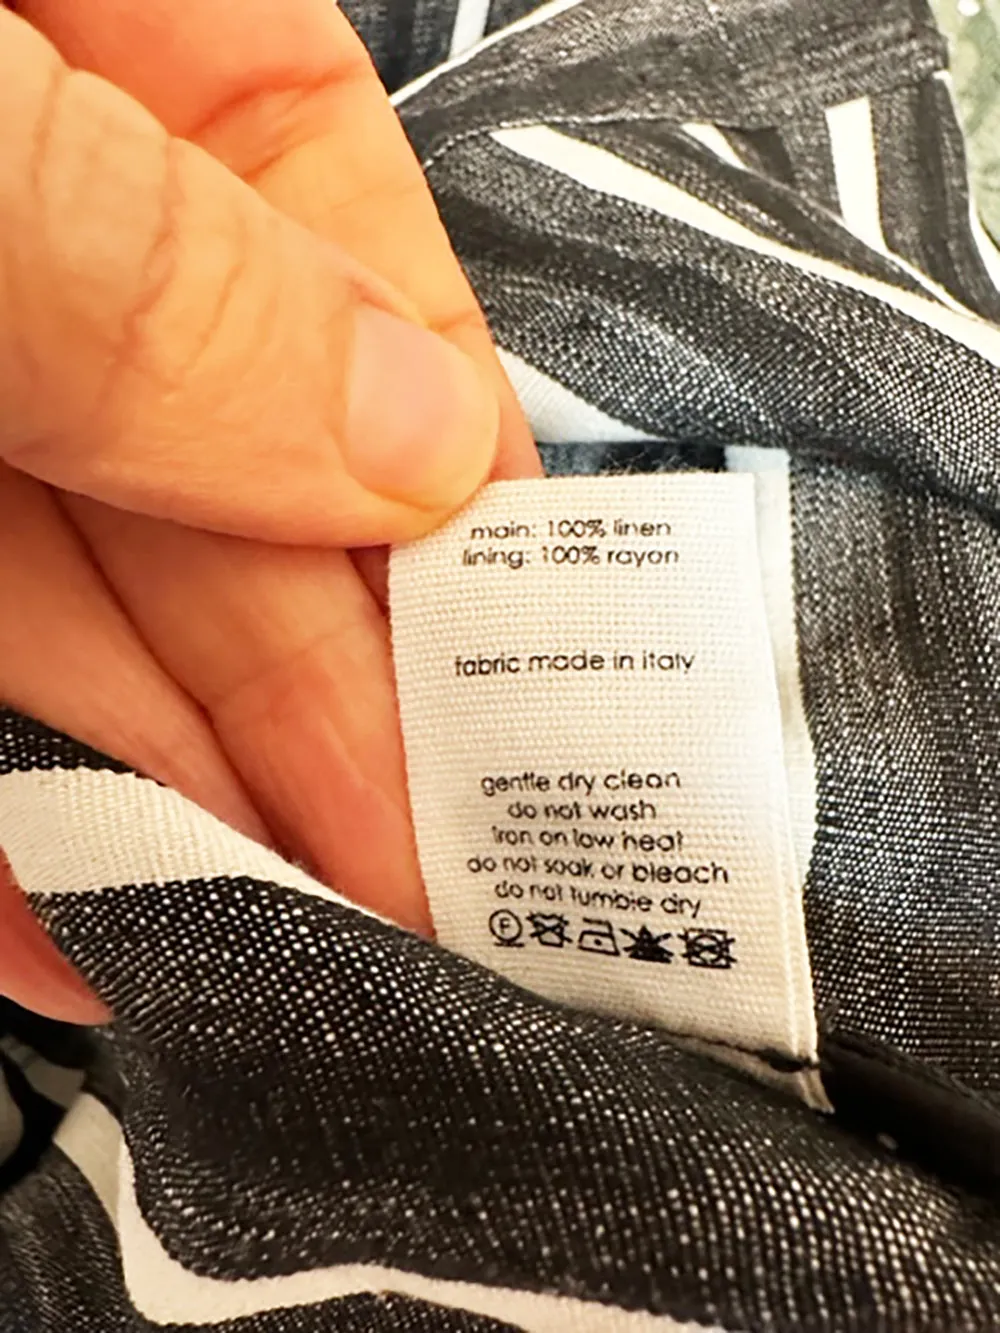 main: 100% linen
lining: 100% rayon
fabric made in italy
gentle dry clean
do not wash
iron on low heat
do not soak or bleach
do not tumble dry
F